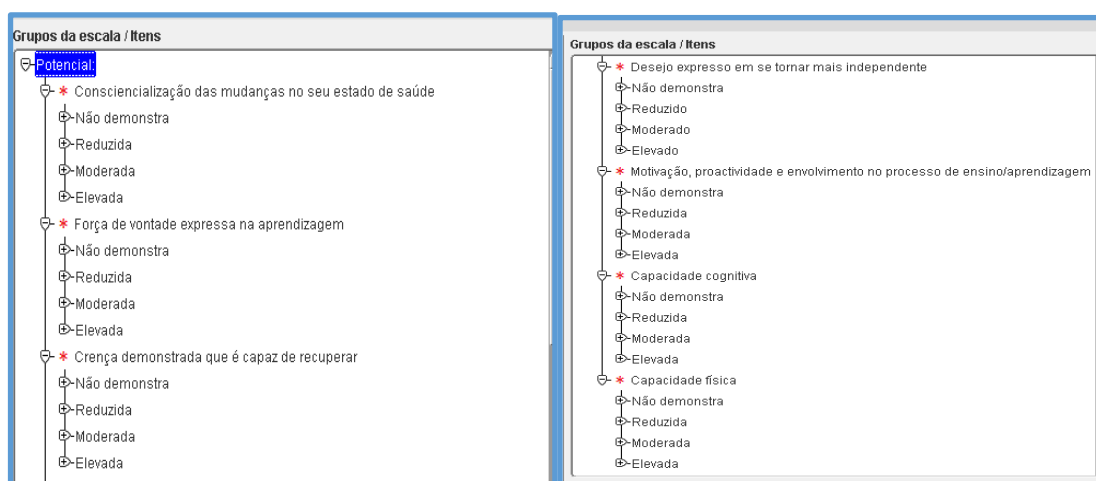 Grupos da escala / Itens
Potencial:
* Consciencialização das mudanças no seu estado de saúde
Não demonstra
Reduzida
Moderada
Elevada
* Força de vontade expressa na aprendizagem
Não demonstra
Reduzida
Moderada
Elevada
* Crença demonstrada que é capaz de recuperar
Não demonstra
Reduzida
Moderada
Elevada
Grupos da escala / Itens
* Desejo expresso em se tornar mais independente
Não demonstra
Reduzido
Moderado
Elevado
* Motivação, proactividade e envolvimento no processo de ensino/aprendizagem
Não demonstra
Reduzida
Moderada
Elevada
* Capacidade cognitiva
Não demonstra
Reduzida
Moderada
Elevada
* Capacidade física
Não demonstra
Reduzida
Moderada
Elevada